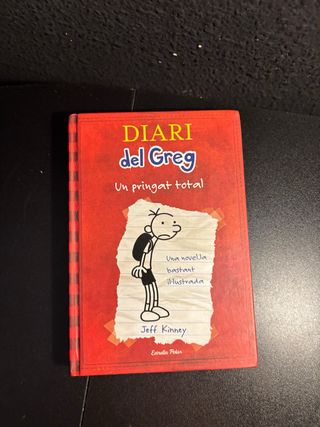 DIARI
del Greg
Un pringat total
Una novel·la
bastant
il·lustrada
Jeff Kinney
Estrella Polar